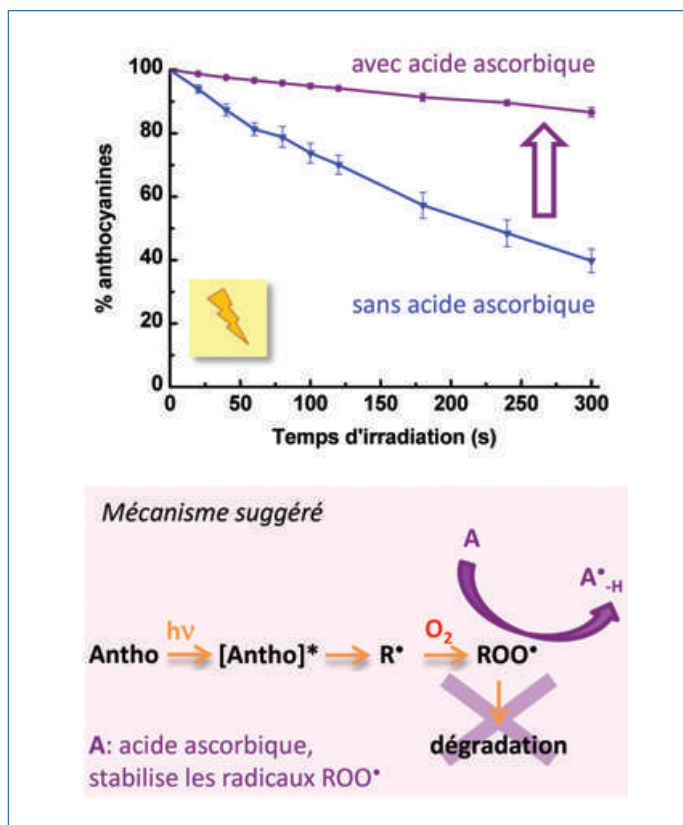 avec acide ascorbique
100
80
60
40
20
0
% anthocyanines
sans acide ascorbique
0 50 100 150 200 250 300
Temps d'irradiation (s)
Mécanisme suggéré
A
A•-H
hν
O2
Antho [Antho]* R• ROO•
dégradation
A: acide ascorbique,
stabilise les radicaux ROO•